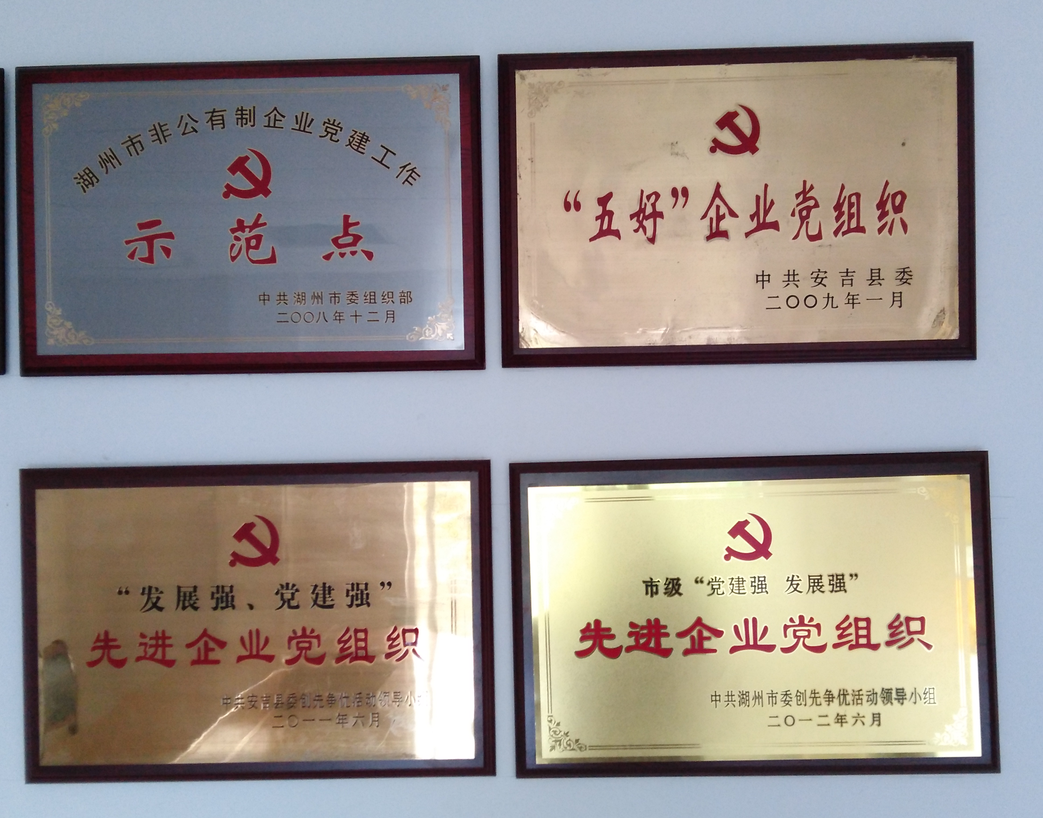 湖州市非公有制企业党建工作
示范点
中共湖州市委组织部
二〇〇八年十二月
“五好”企业党组织
中共安吉县委
二〇〇九年一月
“发展强、党建强”
先进企业党组织
中共安吉县委创先争优活动领导小组
二〇一一年六月
市级“党建强 发展强”
先进企业党组织
中共湖州市委创先争优活动领导小组
二〇一二年六月